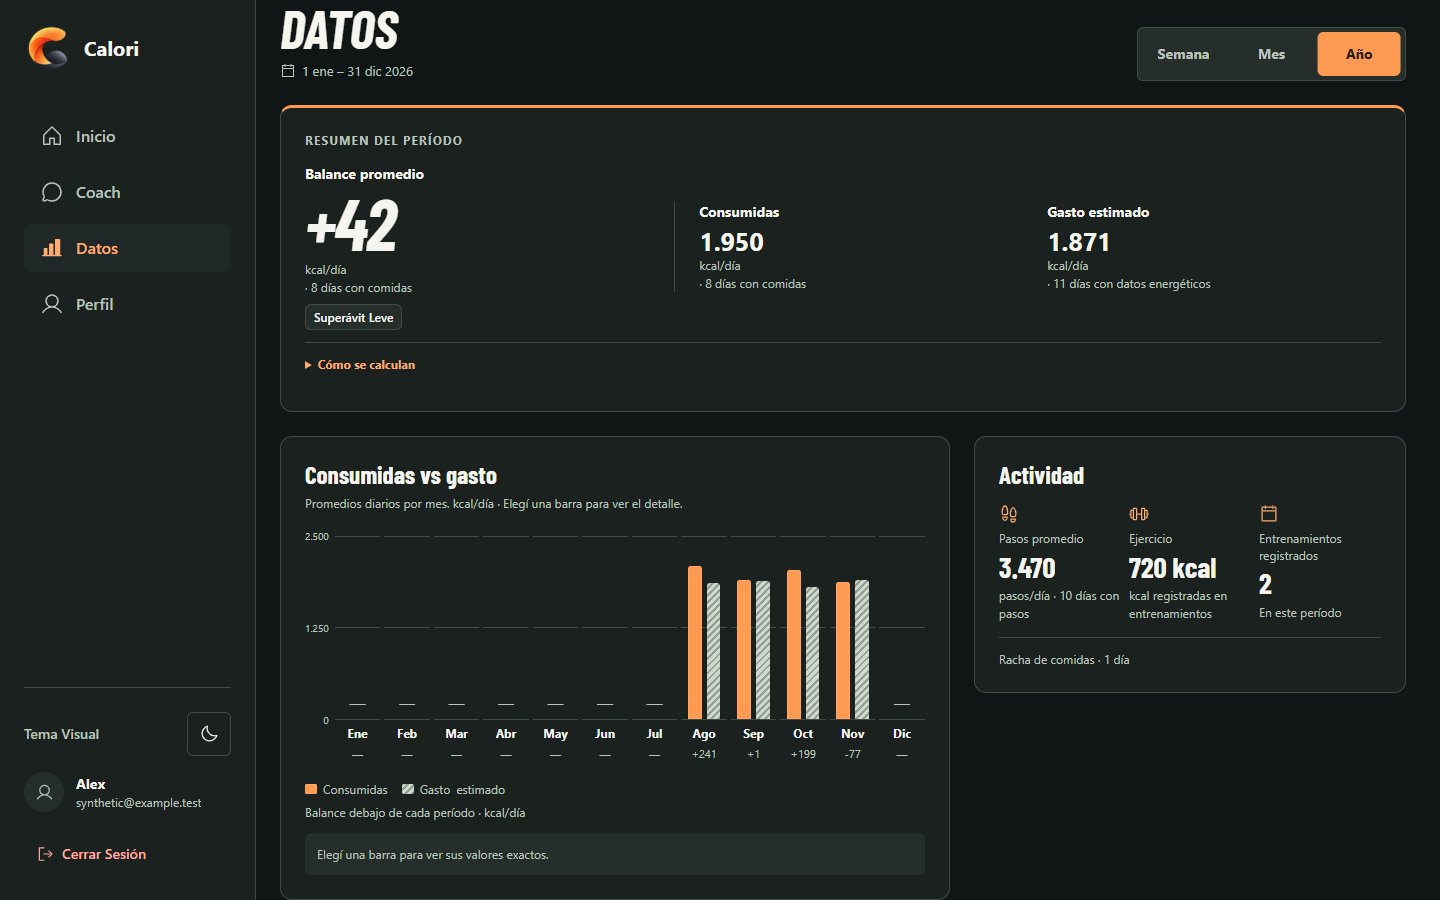 Calori
Inicio
Coach
Datos
Perfil
Tema Visual
Alex
synthetic@example.test
Cerrar Sesión
DATOS
1 ene – 31 dic 2026
Semana Mes Año
RESUMEN DEL PERÍODO
Balance promedio
+42
kcal/día
· 8 días con comidas
Superávit Leve
Consumidas
1.950
kcal/día
· 8 días con comidas
Gasto estimado
1.871
kcal/día
· 11 días con datos energéticos
Cómo se calculan
Consumidas vs gasto
Promedios diarios por mes. kcal/día · Elegí una barra para ver el detalle.
2.500
1.250
0
— — — — — — — —
Ene Feb Mar Abr May Jun Jul Ago Sep Oct Nov Dic
— — — — — — — +241 +1 +199 -77 —
Consumidas Gasto estimado
Balance debajo de cada período · kcal/día
Elegí una barra para ver sus valores exactos.
Actividad
Pasos promedio
3.470
pasos/día · 10 días con
pasos
Ejercicio
720 kcal
kcal registradas en
entrenamientos
Entrenamientos
registrados
2
En este período
Racha de comidas · 1 día